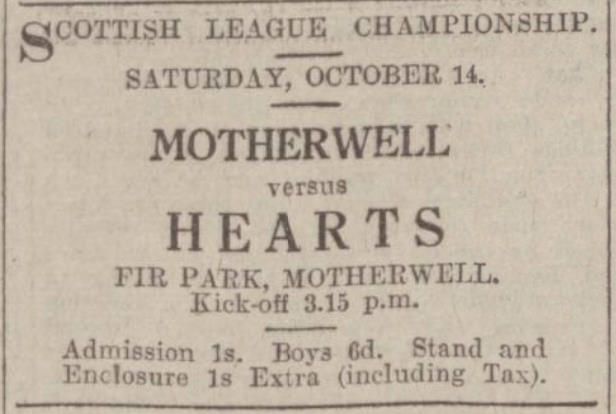 SCOTTISH LEAGUE CHAMPIONSHIP.
SATURDAY, OCTOBER 14.
MOTHERWELL
versus
HEARTS
FIR PARK, MOTHERWELL.
Kick-off 3.15 p.m.
Admission 1s. Boys 6d. Stand and
Enclosure 1s Extra (including Tax).